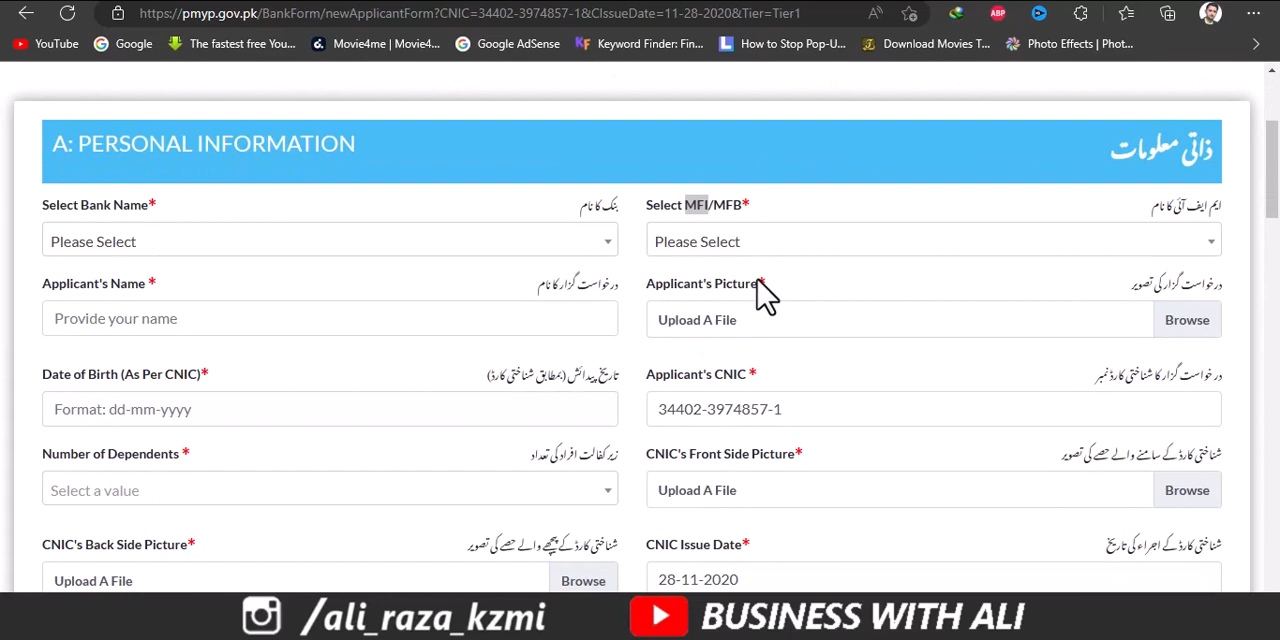 https://pmyp.gov.pk/BankForm/newApplicantForm?CNIC=34402-3974857-1&CIssueDate=11-28-2020&Tier=Tier1
YouTube Google The fastest free You... Movie4me | Movie4... Google AdSense Keyword Finder: Fin... How to Stop Pop-U... Download Movies T... Photo Effects | Phot...
A: PERSONAL INFORMATION ذاتی معلومات
Select Bank Name* بنک کا نام Select MFI/MFB* ایم ایف آئی کا نام
Please Select Please Select
Applicant's Name * درخواست گزار کا نام Applicant's Picture* درخواست گزار کی تصویر
Provide your name Upload A File Browse
Date of Birth (As Per CNIC)* تاریخ پیدائش (بمطابق شناختی کارڈ) Applicant's CNIC * درخواست گزار کا شناختی کارڈ نمبر
Format: dd-mm-yyyy 34402-3974857-1
Number of Dependents * زیر کفالت افراد کی تعداد CNIC's Front Side Picture* شناختی کارڈ کے سامنے والے حصے کی تصویر
Select a value Upload A File Browse
CNIC's Back Side Picture* شناختی کارڈ کے پیچھے والے حصے کی تصویر CNIC Issue Date* شناختی کارڈ کے اجراء کی تاریخ
Upload A File Browse 28-11-2020
/ali_raza_kzmi BUSINESS WITH ALI